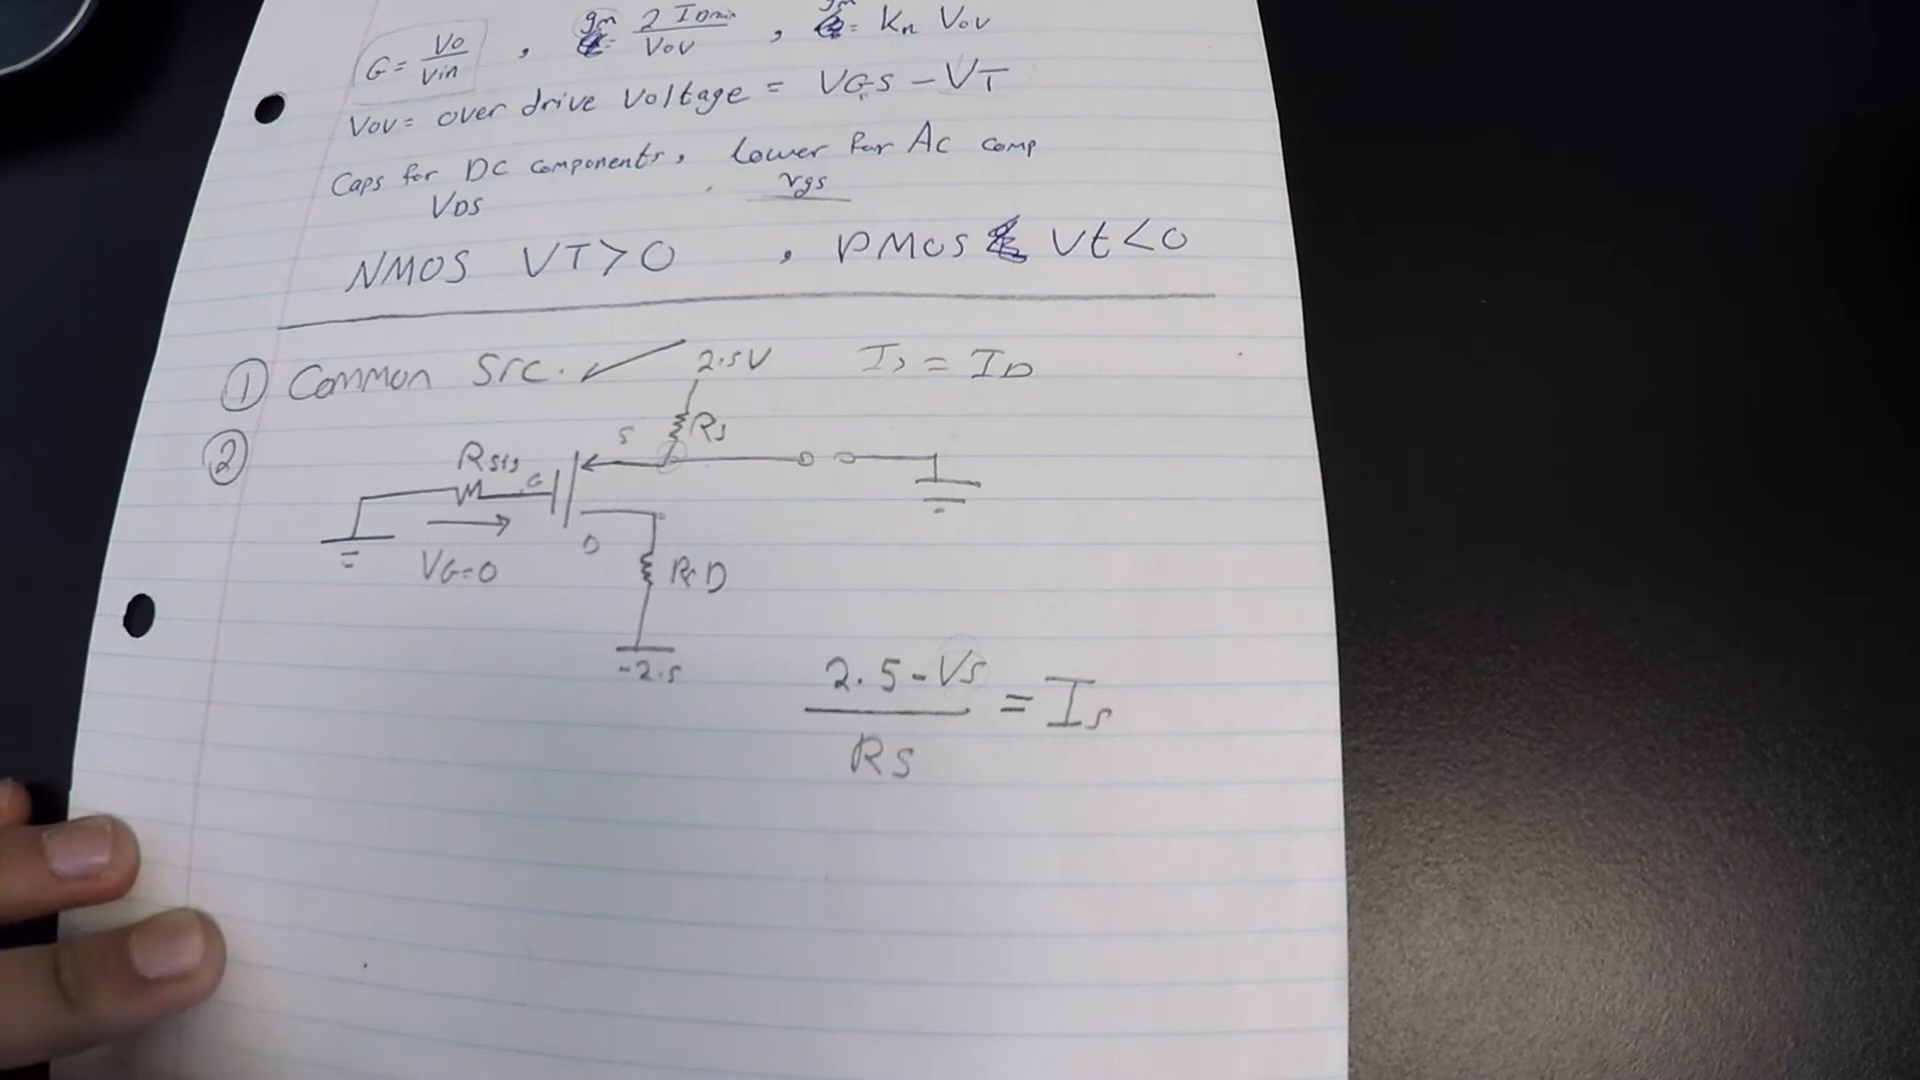 G = Vo/Vin , gm = 2 IDmin/VOV , gm = Kn VOV
VOV = over drive Voltage = VGS - VT
Caps for DC components, Lower for AC comp
VDS vgs
NMOS VT > 0 , PMOS Vt < 0
① Common Src. 2.5V Is = ID
② S Rs
Rsig G
VG=0 D RD
-2.5
2.5 - Vs
= Is
RS